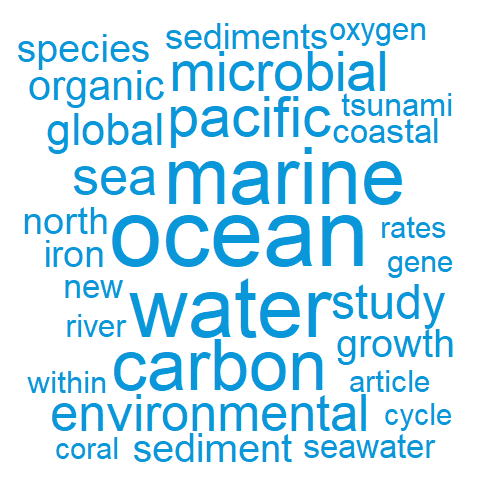 species sediments oxygen
organic microbial
global pacific tsunami
coastal
sea marine
north ocean rates
iron gene
new water study
river growth
carbon
within article
environmental cycle
coral sediment seawater